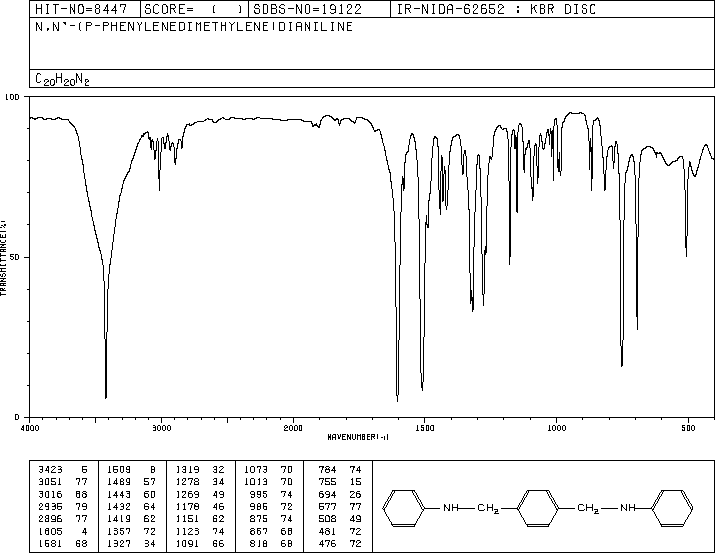 HIT-NO=8447 SCORE= ( ) SDBS-NO=19122 IR-NIDA-62652 : KBR DISC
N,N'-(P-PHENYLENEDIMETHYLENE)DIANILINE
C20H20N2
100
TRANSMITTANCE(%)
50
0
4000 3000 2000 1500 1000 500
WAVENUMBER(-1)
3423 6 1509 8 1319 32 1073 70 784 74
3051 77 1489 57 1278 34 1013 70 755 15
3016 68 1443 60 1269 49 995 74 694 26
2935 79 1432 64 1178 46 986 72 677 77
2896 77 1419 62 1151 62 875 74 508 49
1605 4 1357 72 1123 74 867 68 481 72
1581 68 1327 34 1091 66 818 68 476 72
NH CH2 CH2 NH